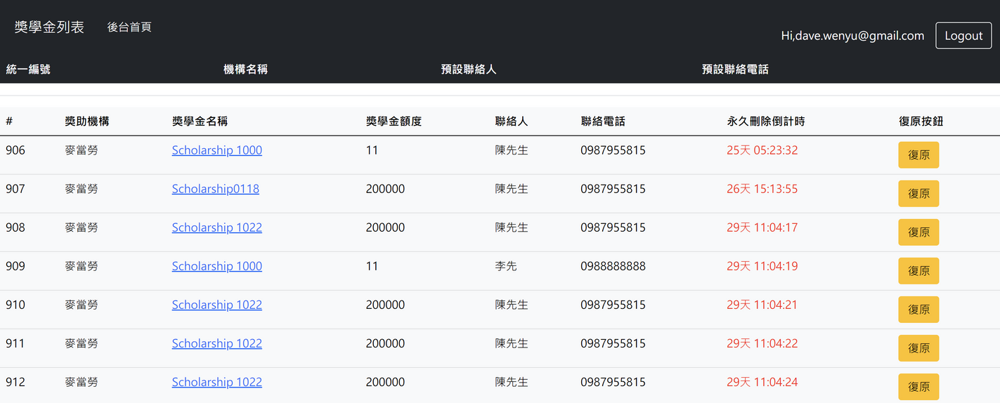 獎學金列表 後台首頁 Hi,dave.wenyu@gmail.com Logout
統一編號 機構名稱 預設聯絡人 預設聯絡電話
# 獎助機構 獎學金名稱 獎學金額度 聯絡人 聯絡電話 永久刪除倒計時 復原按鈕
906 麥當勞 Scholarship 1000 11 陳先生 0987955815 25天 05:23:32 復原
907 麥當勞 Scholarship0118 200000 陳先生 0987955815 26天 15:13:55 復原
908 麥當勞 Scholarship 1022 200000 陳先生 0987955815 29天 11:04:17 復原
909 麥當勞 Scholarship 1000 11 李先 0988888888 29天 11:04:19 復原
910 麥當勞 Scholarship 1022 200000 陳先生 0987955815 29天 11:04:21 復原
911 麥當勞 Scholarship 1022 200000 陳先生 0987955815 29天 11:04:22 復原
912 麥當勞 Scholarship 1022 200000 陳先生 0987955815 29天 11:04:24 復原